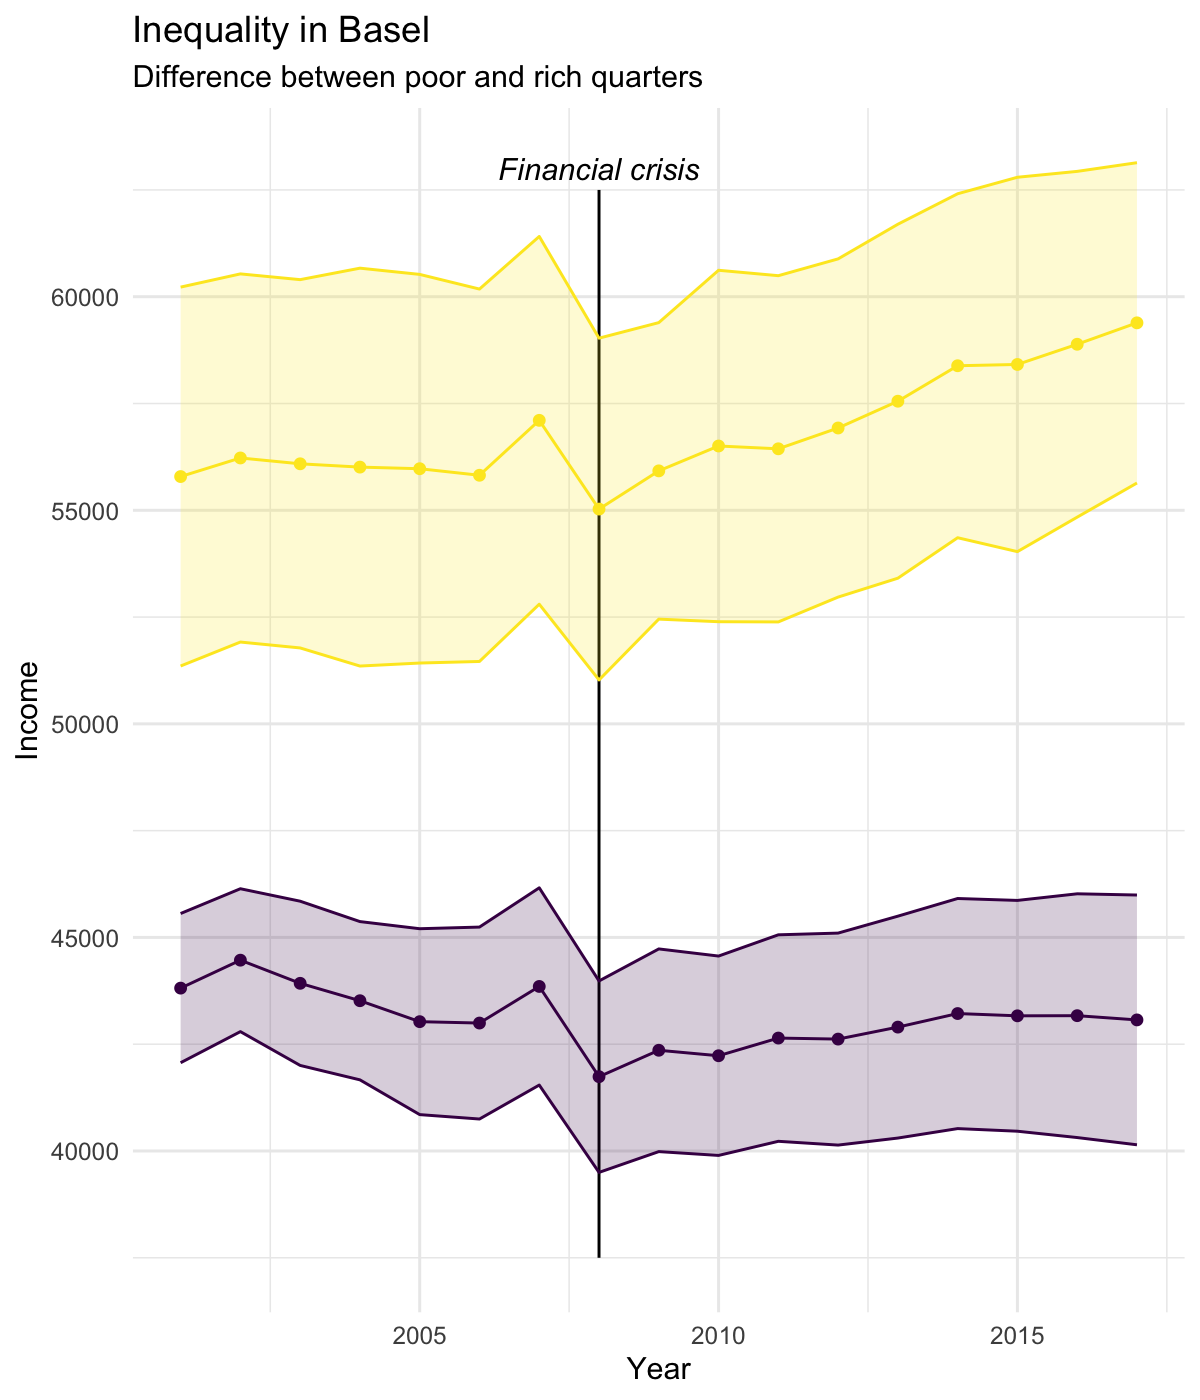 Inequality in Basel
Difference between poor and rich quarters
Financial crisis
60000
55000
50000
45000
40000
Income
2005 2010 2015
Year